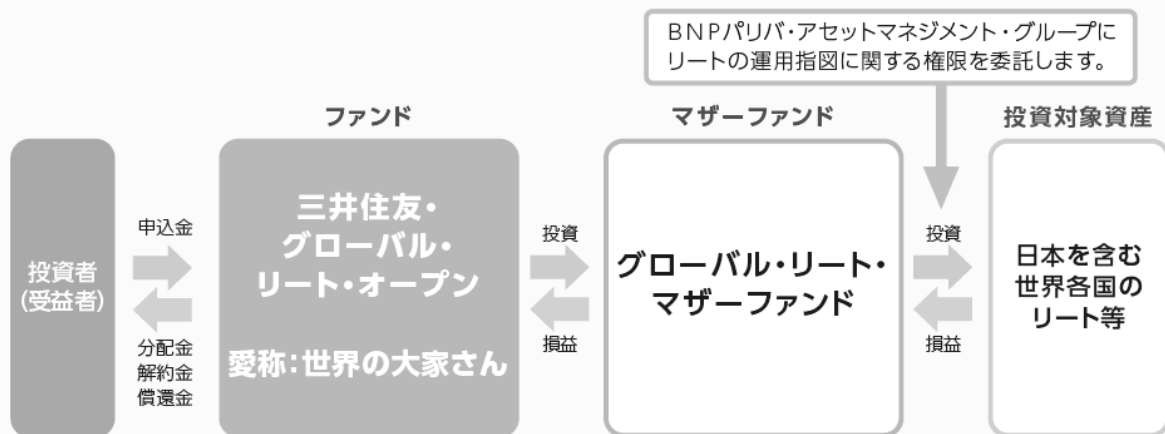 BNPパリバ・アセットマネジメント・グループに
リートの運用指図に関する権限を委託します。
ファンド
マザーファンド
投資対象資産
投資者
(受益者)
申込金
分配金
解約金
償還金
三井住友・
グローバル・
リート・オープン
愛称:世界の大家さん
投資
損益
グローバル・リート・
マザーファンド
投資
損益
日本を含む
世界各国の
リート等